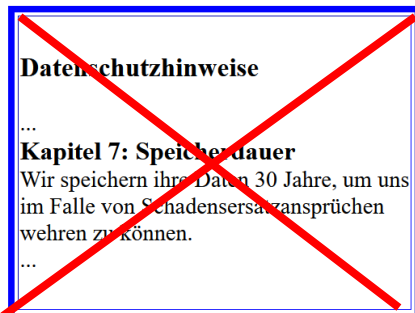 Datenschutzhinweise
...
Kapitel 7: Speicherdauer
Wir speichern ihre Daten 30 Jahre, um uns
im Falle von Schadensersatzansprüchen
wehren zu können.
...